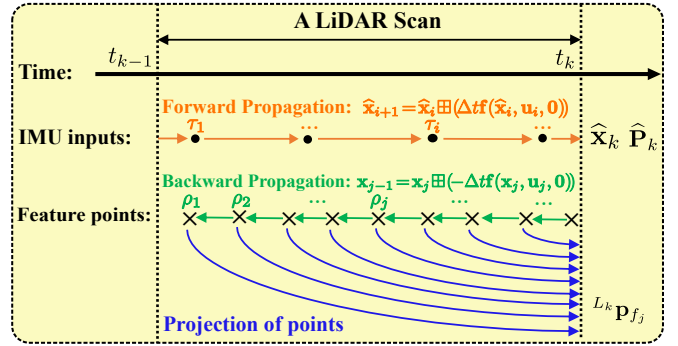 A LiDAR Scan
t_{k-1} t_k
Time:
Forward Propagation: x̂_{i+1}=x̂_i⊞(Δtf(x̂_i,u_i,0))
τ_1 ... τ_i ...
IMU inputs: x̂_k P̂_k
Backward Propagation: x_{j-1}=x_j⊞(-Δtf(x_j,u_j,0))
ρ_1 ρ_2 ... ρ_j ... ...
Feature points:
^{L_k}p_{f_j}
Projection of points